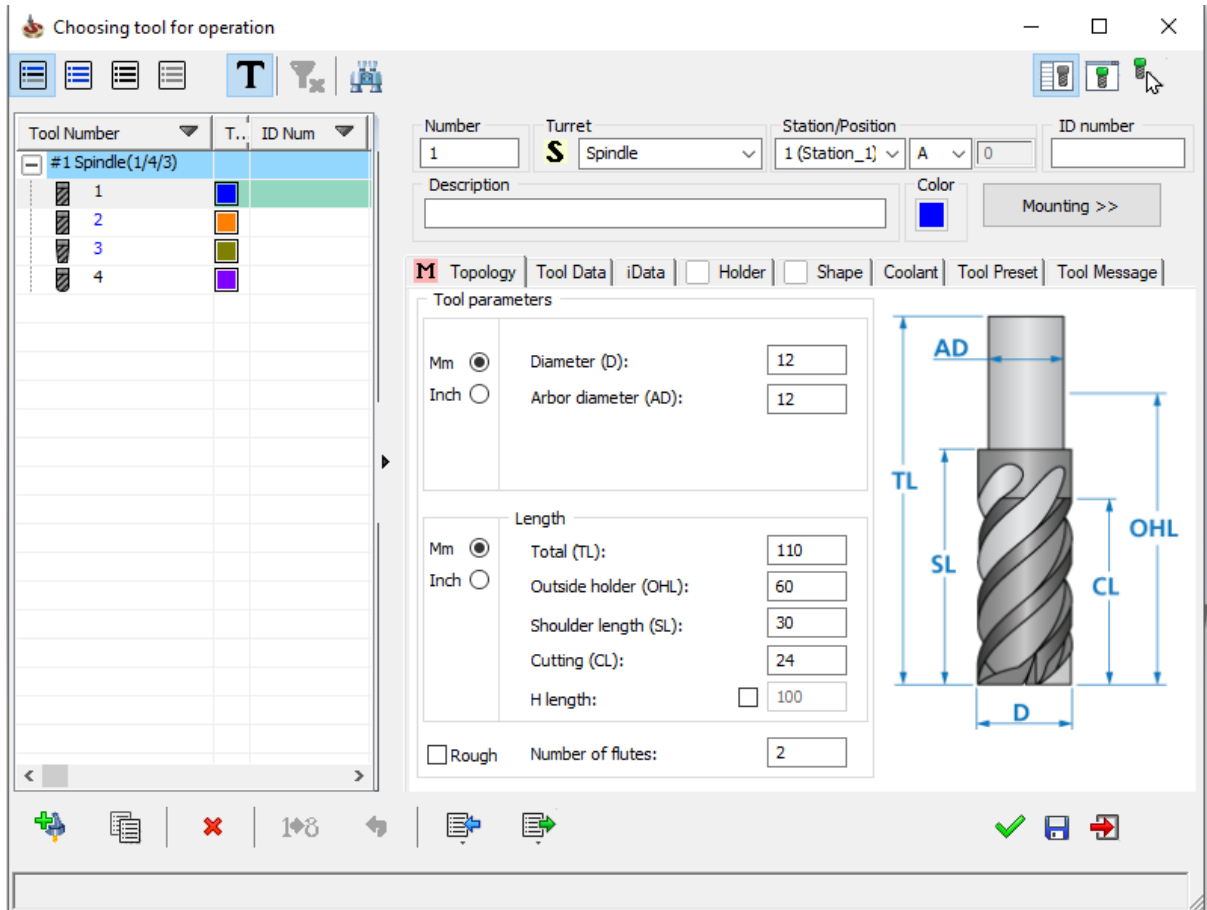 Choosing tool for operation
T T
Tool Number T.. ID Num
#1 Spindle(1/4/3)
1
2
3
4
Number Turret Station/Position ID number
1 S Spindle 1 (Station_1) A 0
Description Color
Mounting >>
M Topology Tool Data iData Holder Shape Coolant Tool Preset Tool Message
Tool parameters
Mm Diameter (D): 12
Inch Arbor diameter (AD): 12
Length
Mm Total (TL): 110
Inch Outside holder (OHL): 60
Shoulder length (SL): 30
Cutting (CL): 24
H length: 100
Rough Number of flutes: 2
AD
TL
OHL
SL
CL
D
1 8